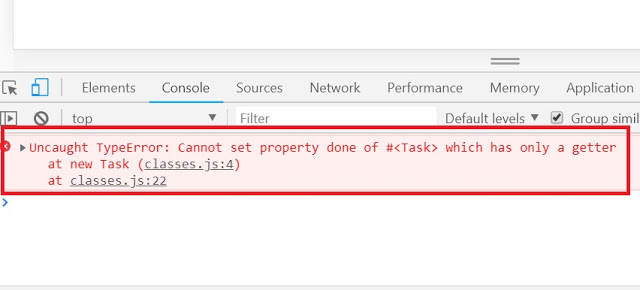 Elements Console Sources Network Performance Memory Application
top Filter Default levels Group simil
Uncaught TypeError: Cannot set property done of #<Task> which has only a getter
at new Task (classes.js:4)
at classes.js:22